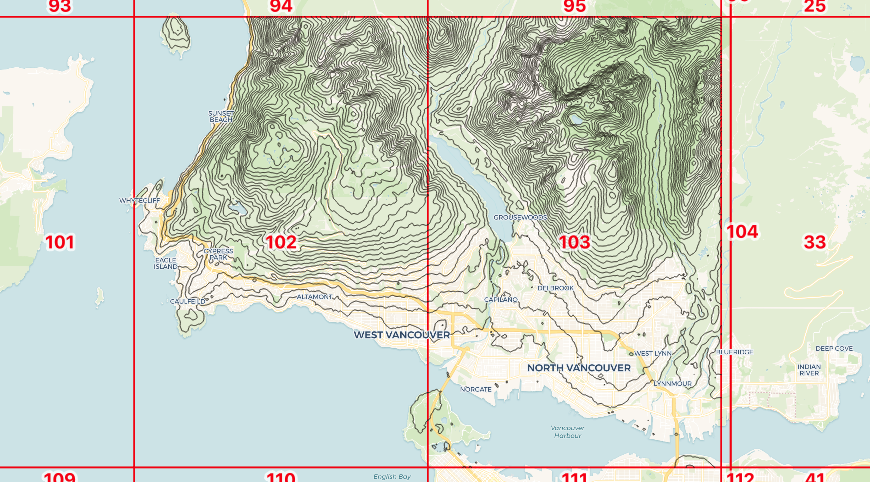 93
94
95
25
SUNSET
BEACH
WHYTECLIFF
GROUSEWOODS
101
102
103
104
33
CYPRESS
PARK
EAGLE
ISLAND
DELBROOK
ALTAMONT
CAULFEILD
CAPILANO
WEST VANCOUVER
DEEP COVE
WEST LYNN
BLUERIDGE
NORTH VANCOUVER
INDIAN
RIVER
LYNNMOUR
NORGATE
Vancouver
Harbour
English Bay
109
110
111
112
41